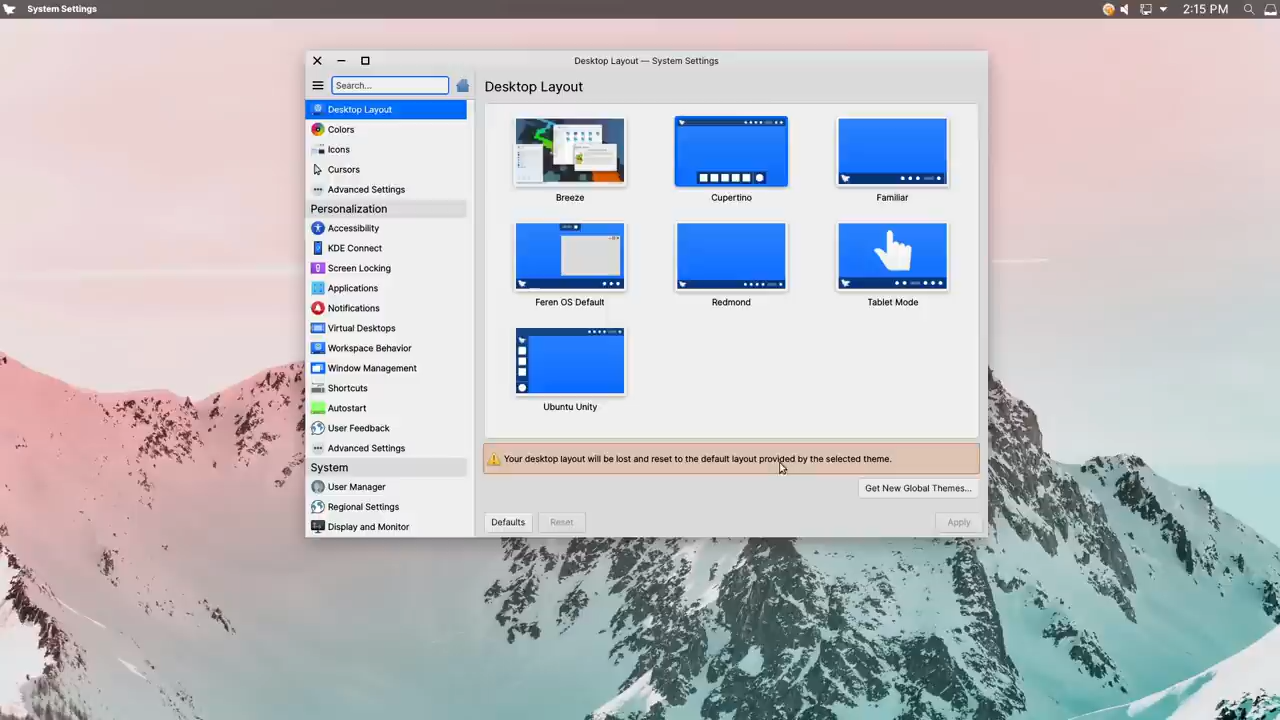 System Settings
2:15 PM
Desktop Layout — System Settings
Search...
Desktop Layout
Desktop Layout
Colors
Icons
Cursors
Advanced Settings
Personalization
Accessibility
KDE Connect
Screen Locking
Applications
Notifications
Virtual Desktops
Workspace Behavior
Window Management
Shortcuts
Autostart
User Feedback
Advanced Settings
System
User Manager
Regional Settings
Display and Monitor
Breeze
Cupertino
Familiar
Feren OS Default
Redmond
Tablet Mode
Ubuntu Unity
Your desktop layout will be lost and reset to the default layout provided by the selected theme.
Get New Global Themes...
Defaults
Reset
Apply